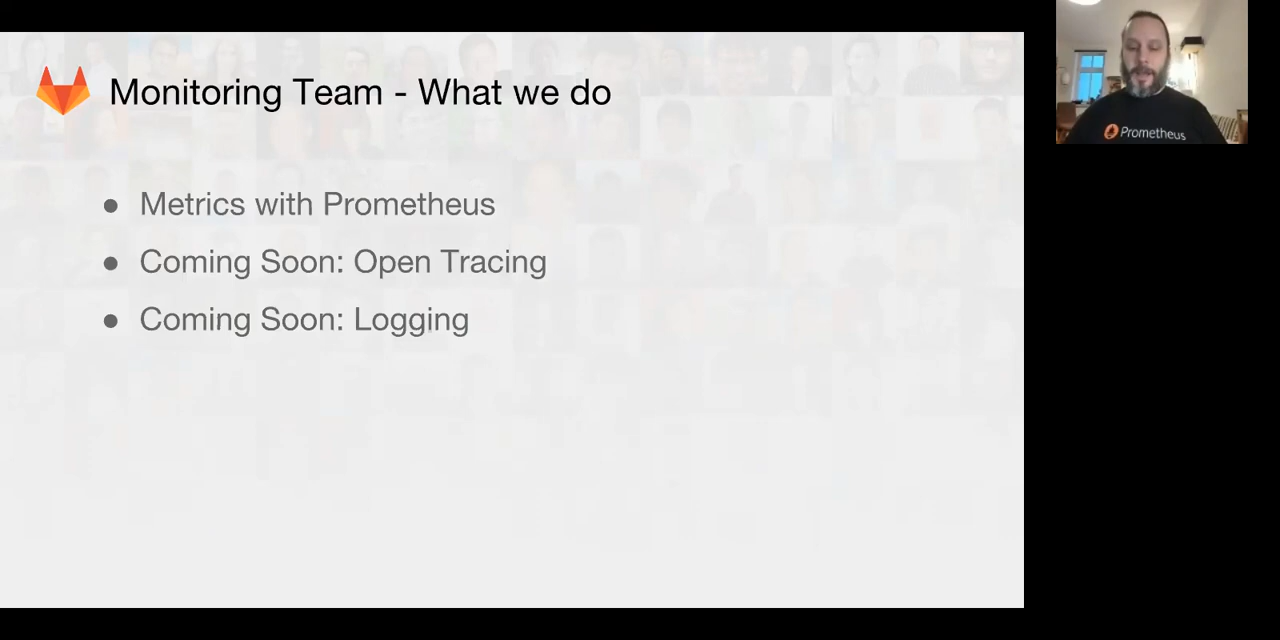 Monitoring Team - What we do
● Metrics with Prometheus
● Coming Soon: Open Tracing
● Coming Soon: Logging
Prometheus